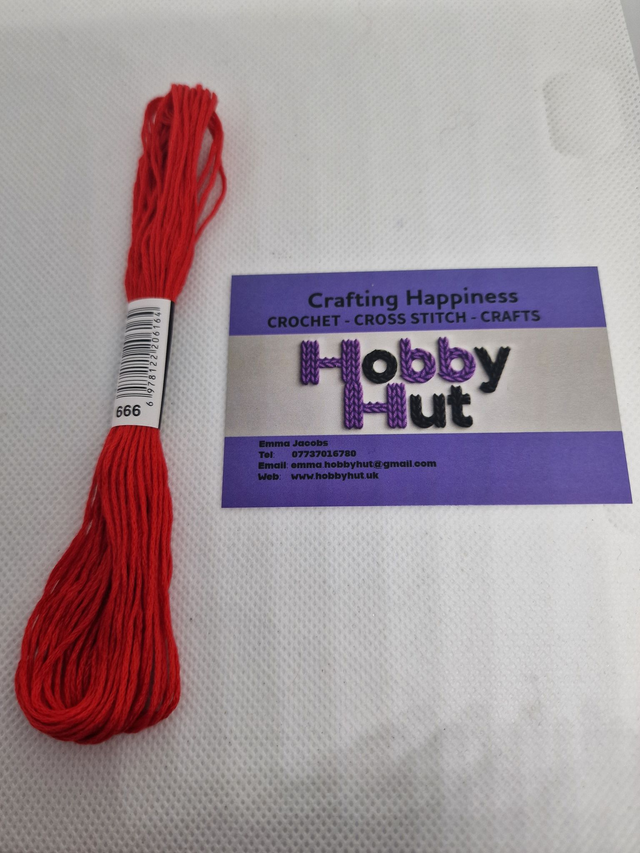 6 978122 206164
666
Crafting Happiness
CROCHET - CROSS STITCH - CRAFTS
Hobby
Hut
Emma Jacobs
Tel 07737016780
Email: emma.hobbyhut@gmail.com
Web: www.hobbyhut.uk